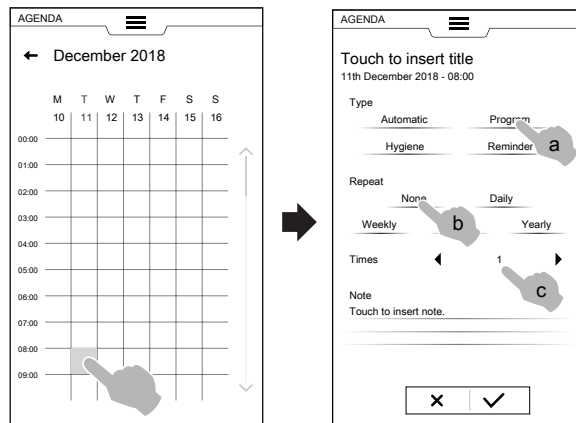 AGENDA
December 2018
M T W T F S S
10 11 12 13 14 15 16
00:00
01:00
02:00
03:00
04:00
05:00
06:00
07:00
08:00
09:00
AGENDA
Touch to insert title
11th December 2018 - 08:00
Type
Automatic Program
a
Hygiene Reminder
Repeat
None Daily
b
Weekly Yearly
Times 1
c
Note
Touch to insert note.